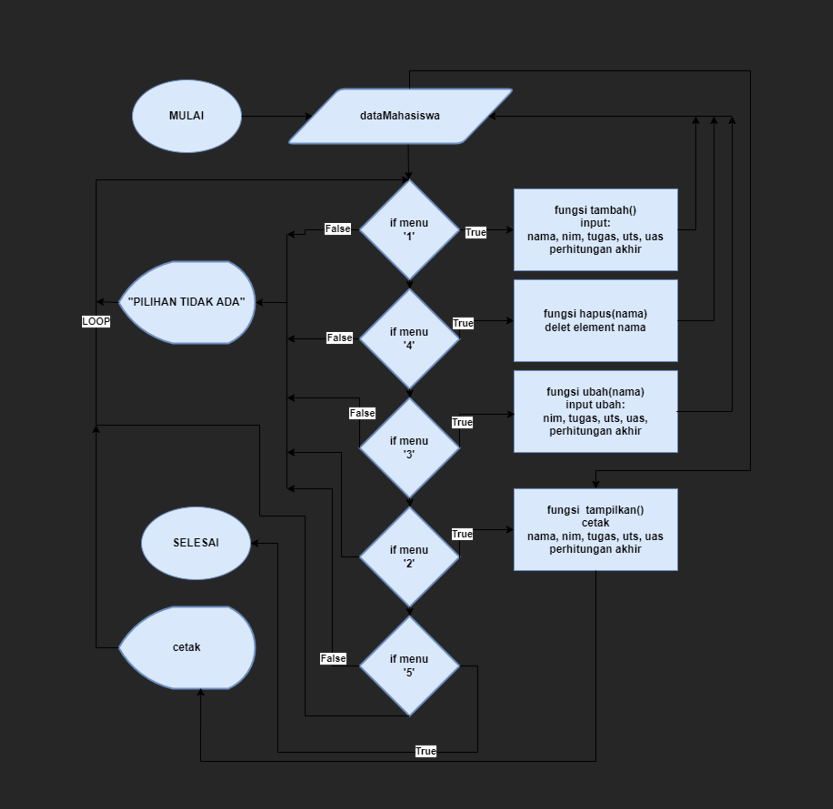 MULAI
dataMahasiswa
if menu
'1'
False
True
fungsi tambah()
input:
nama, nim, tugas, uts, uas
perhitungan akhir
"PILIHAN TIDAK ADA"
LOOP
if menu
'4'
False
True
fungsi hapus(nama)
delet element nama
if menu
'3'
False
True
fungsi ubah(nama)
input ubah:
nim, tugas, uts, uas,
perhitungan akhir
SELESAI
if menu
'2'
True
fungsi tampilkan()
cetak
nama, nim, tugas, uts, uas
perhitungan akhir
cetak
if menu
'5'
False
True